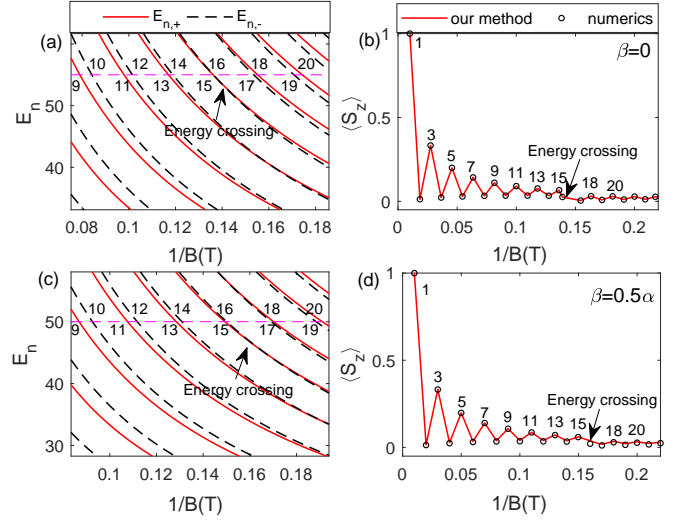 E_{n,+} E_{n,-}
our method numerics
(a)
10 12 14 16 18 20
9 11 13 15 17 19
Energy crossing
E_n
50
40
0.08 0.1 0.12 0.14 0.16 0.18
1/B(T)
(b)
β=0
1
3
5
7
9
11
13
15
18
20
Energy crossing
⟨S_z⟩
1
0.5
0
0 0.05 0.1 0.15 0.2
1/B(T)
(c)
10 12 14 16 18 20
9 11 13 15 17 19
Energy crossing
E_n
50
40
30
0.1 0.12 0.14 0.16 0.18
1/B(T)
(d)
β=0.5α
1
3
5
7
9
11
13
15
18
20
Energy crossing
⟨S_z⟩
1
0.5
0
0 0.05 0.1 0.15 0.2
1/B(T)